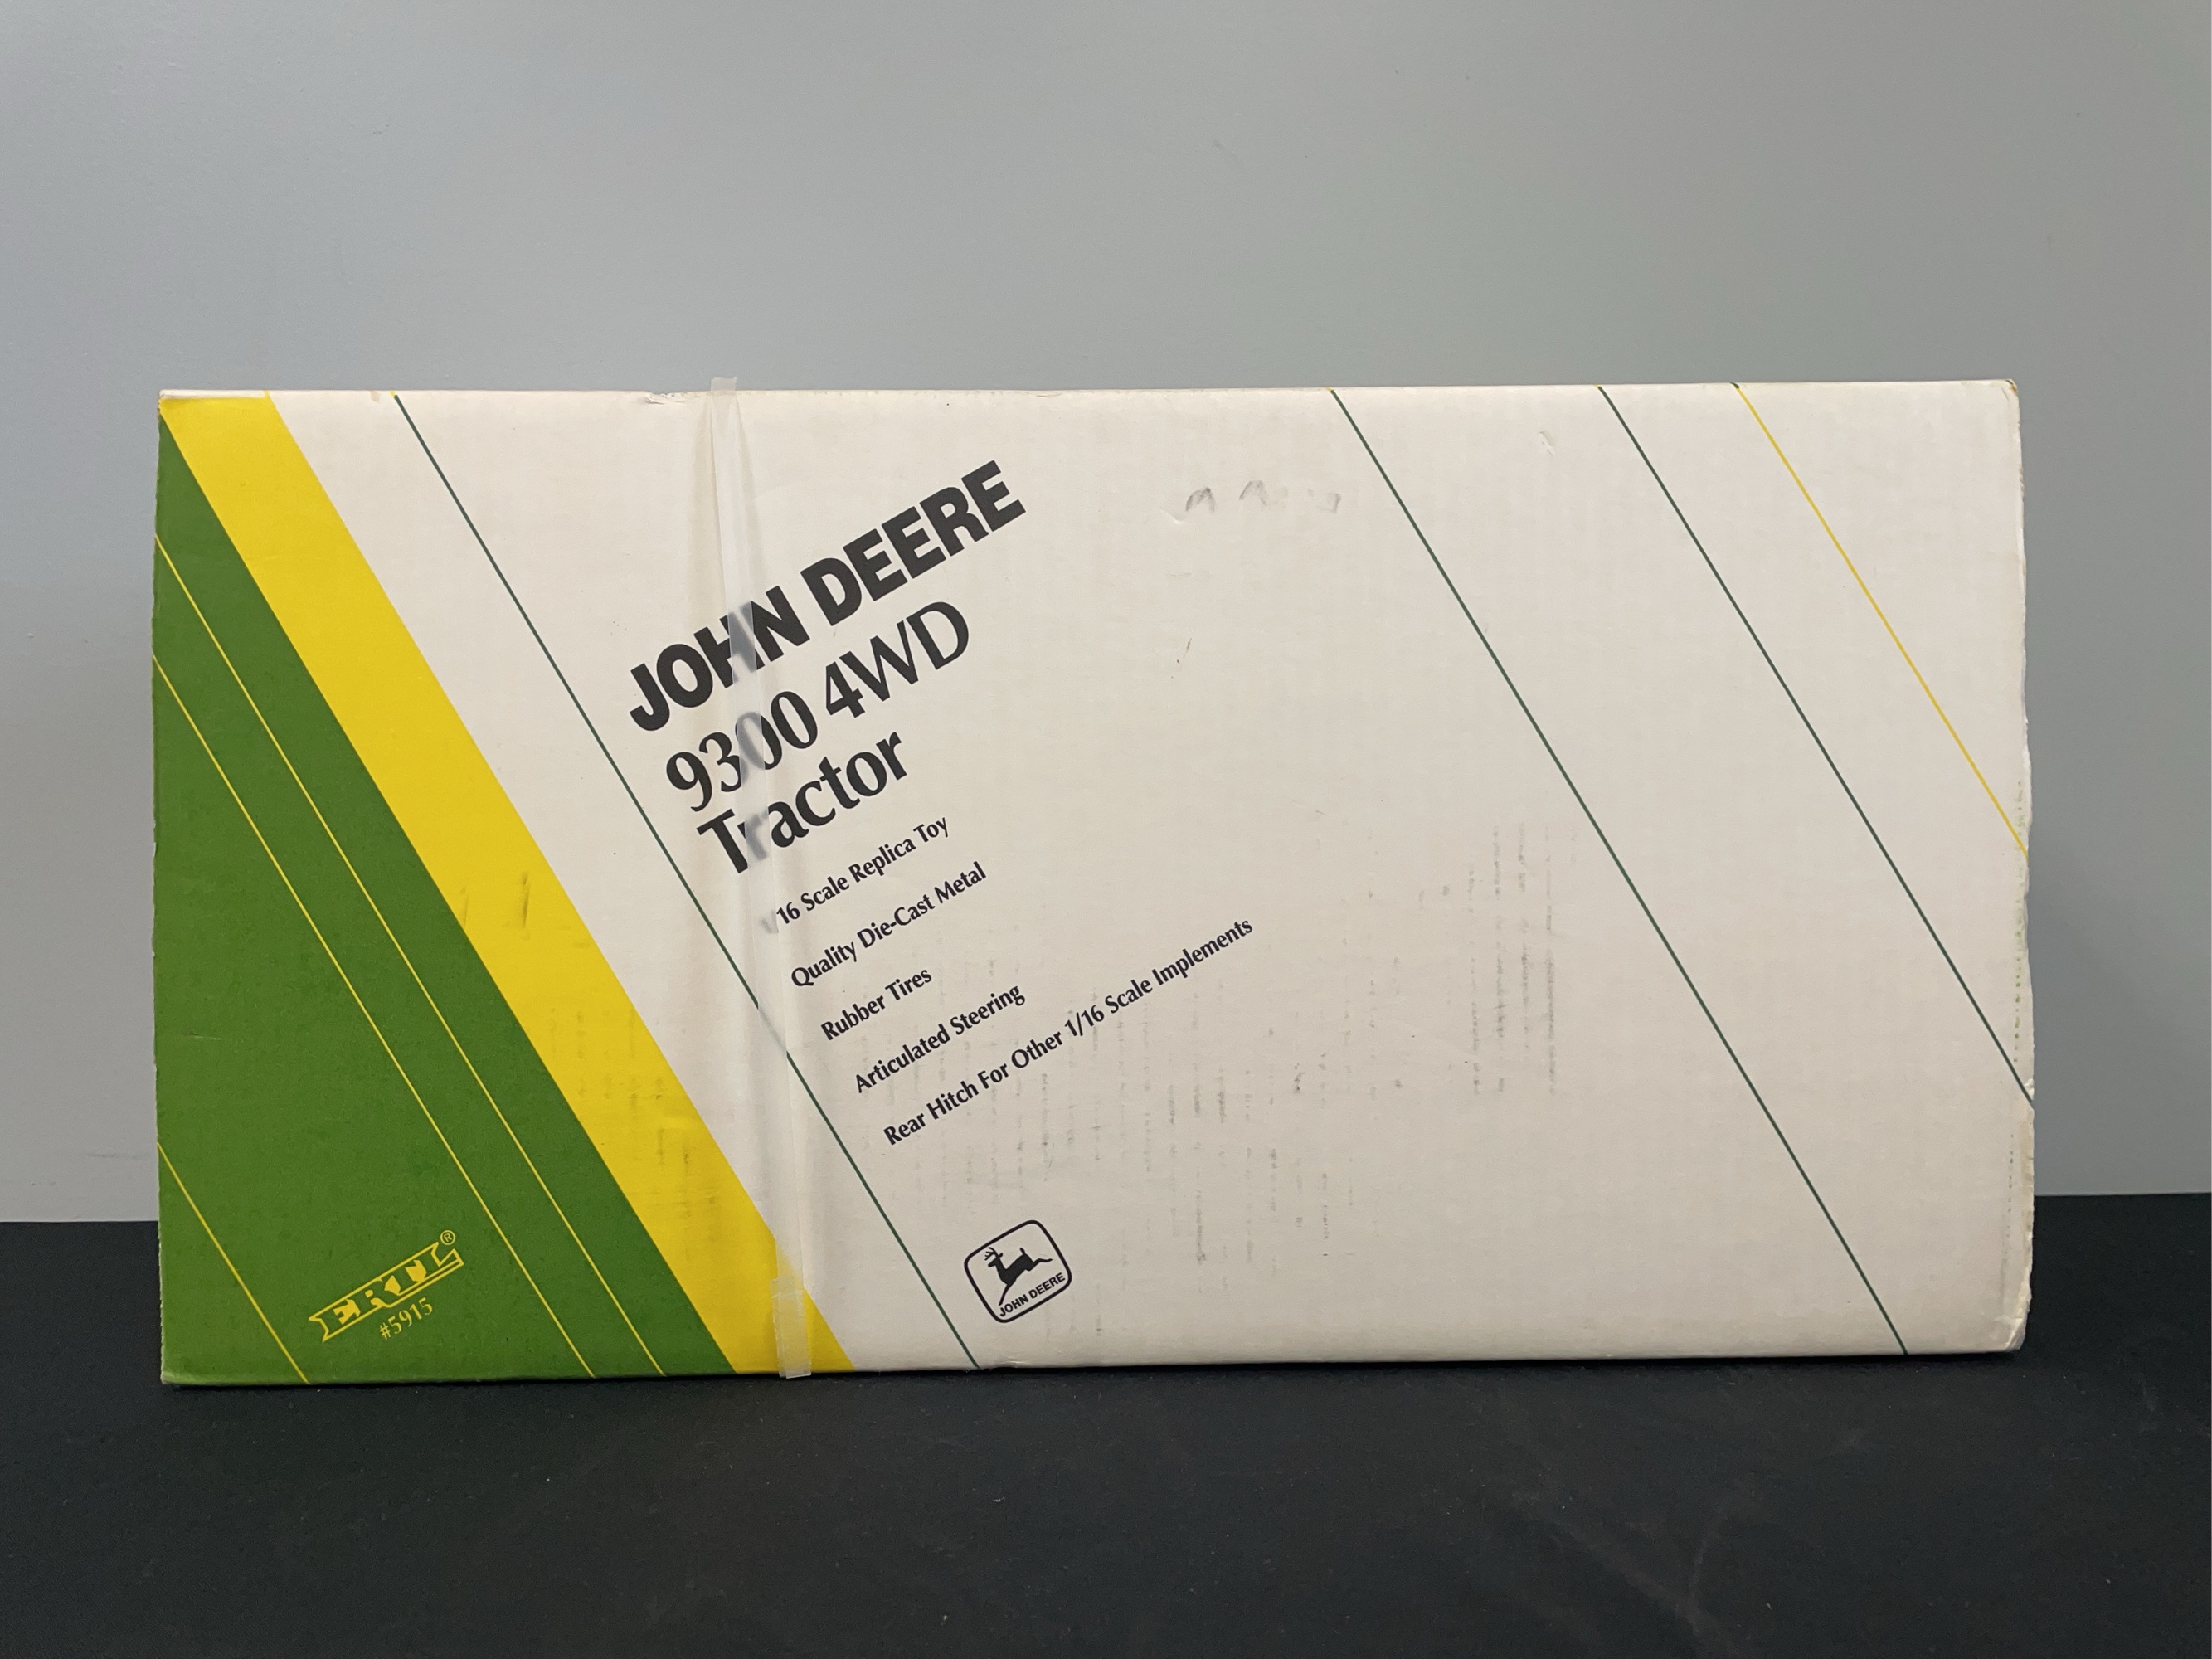 JOHN DEERE
9300 4WD
Tractor
1/16 Scale Replica Toy
Quality Die-Cast Metal
Rubber Tires
Articulated Steering
Rear Hitch For Other 1/16 Scale Implements
JOHN DEERE
ERTL®
#5915